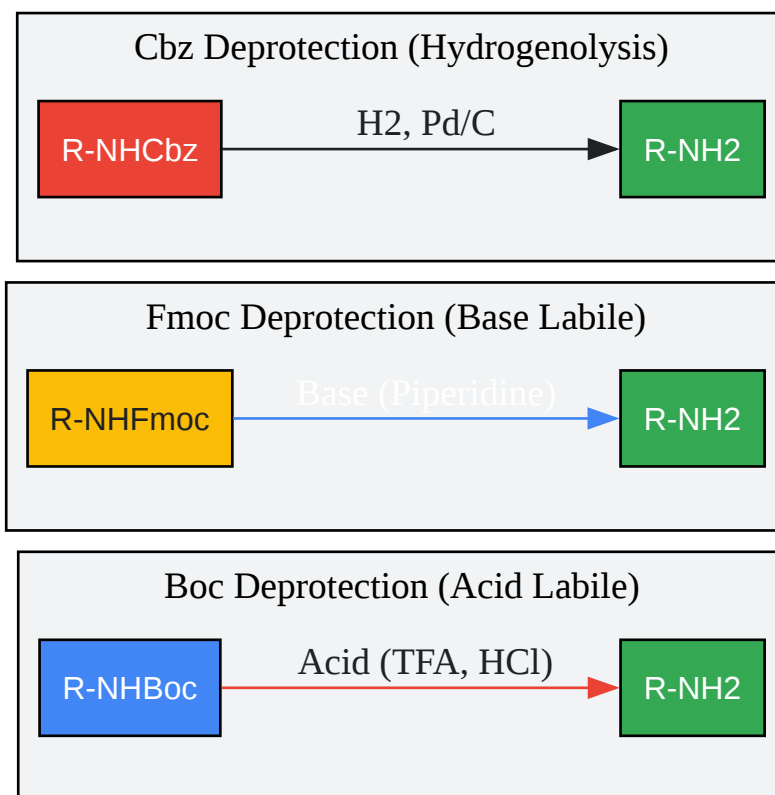 Cbz Deprotection (Hydrogenolysis)
R-NHCbz
H2, Pd/C
R-NH2
Fmoc Deprotection (Base Labile)
R-NHFmoc
Base (Piperidine)
R-NH2
Boc Deprotection (Acid Labile)
R-NHBoc
Acid (TFA, HCl)
R-NH2